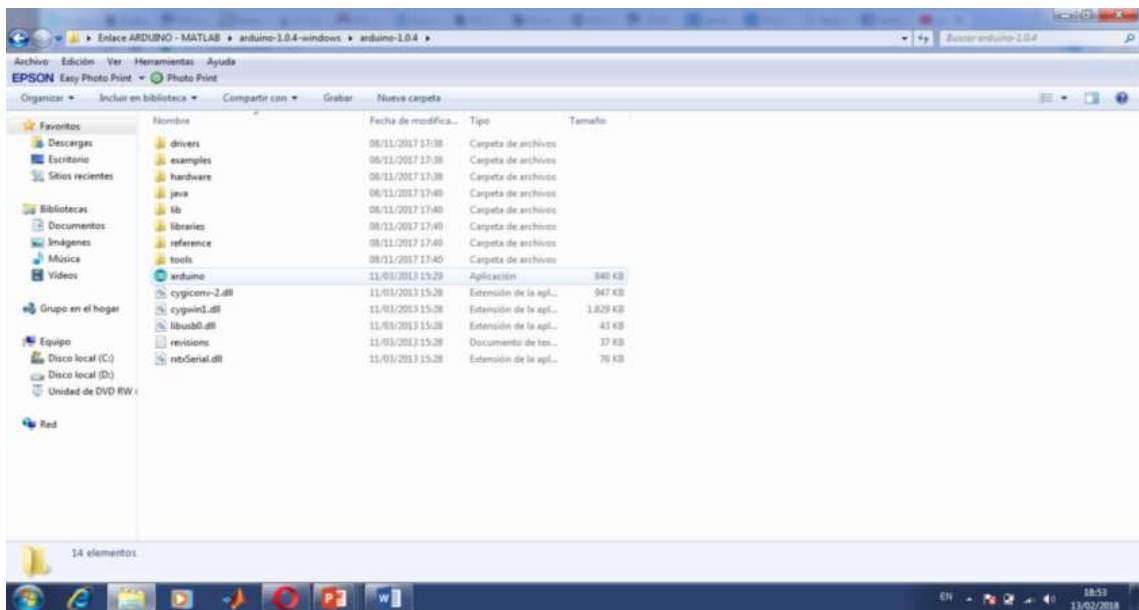 Enlace ARDUINO - MATLAB ▸ arduino-1.0.4-windows ▸ arduino-1.0.4 ▸ Buscar arduino-1.0.4
Archivo Edición Ver Herramientas Ayuda
EPSON Easy Photo Print Photo Print
Organizar Incluir en biblioteca Compartir con Grabar Nueva carpeta
Favoritos
Descargas
Escritorio
Sitios recientes
Bibliotecas
Documentos
Imágenes
Música
Vídeos
Grupo en el hogar
Equipo
Disco local (C:)
Disco local (D:)
Unidad de DVD RW
Red
Nombre Fecha de modifica... Tipo Tamaño
drivers 08/11/2017 17:38 Carpeta de archivos
examples 08/11/2017 17:38 Carpeta de archivos
hardware 08/11/2017 17:38 Carpeta de archivos
java 08/11/2017 17:40 Carpeta de archivos
lib 08/11/2017 17:40 Carpeta de archivos
libraries 08/11/2017 17:40 Carpeta de archivos
reference 08/11/2017 17:40 Carpeta de archivos
tools 08/11/2017 17:40 Carpeta de archivos
arduino 11/03/2013 15:29 Aplicación 840 KB
cygiconv-2.dll 11/03/2013 15:28 Extensión de la apl... 947 KB
cygwin1.dll 11/03/2013 15:28 Extensión de la apl... 1.829 KB
libusb0.dll 11/03/2013 15:28 Extensión de la apl... 43 KB
revisions 11/03/2013 15:28 Documento de tex... 37 KB
rxtxSerial.dll 11/03/2013 15:28 Extensión de la apl... 76 KB
14 elementos
EN 18:53
13/02/2018